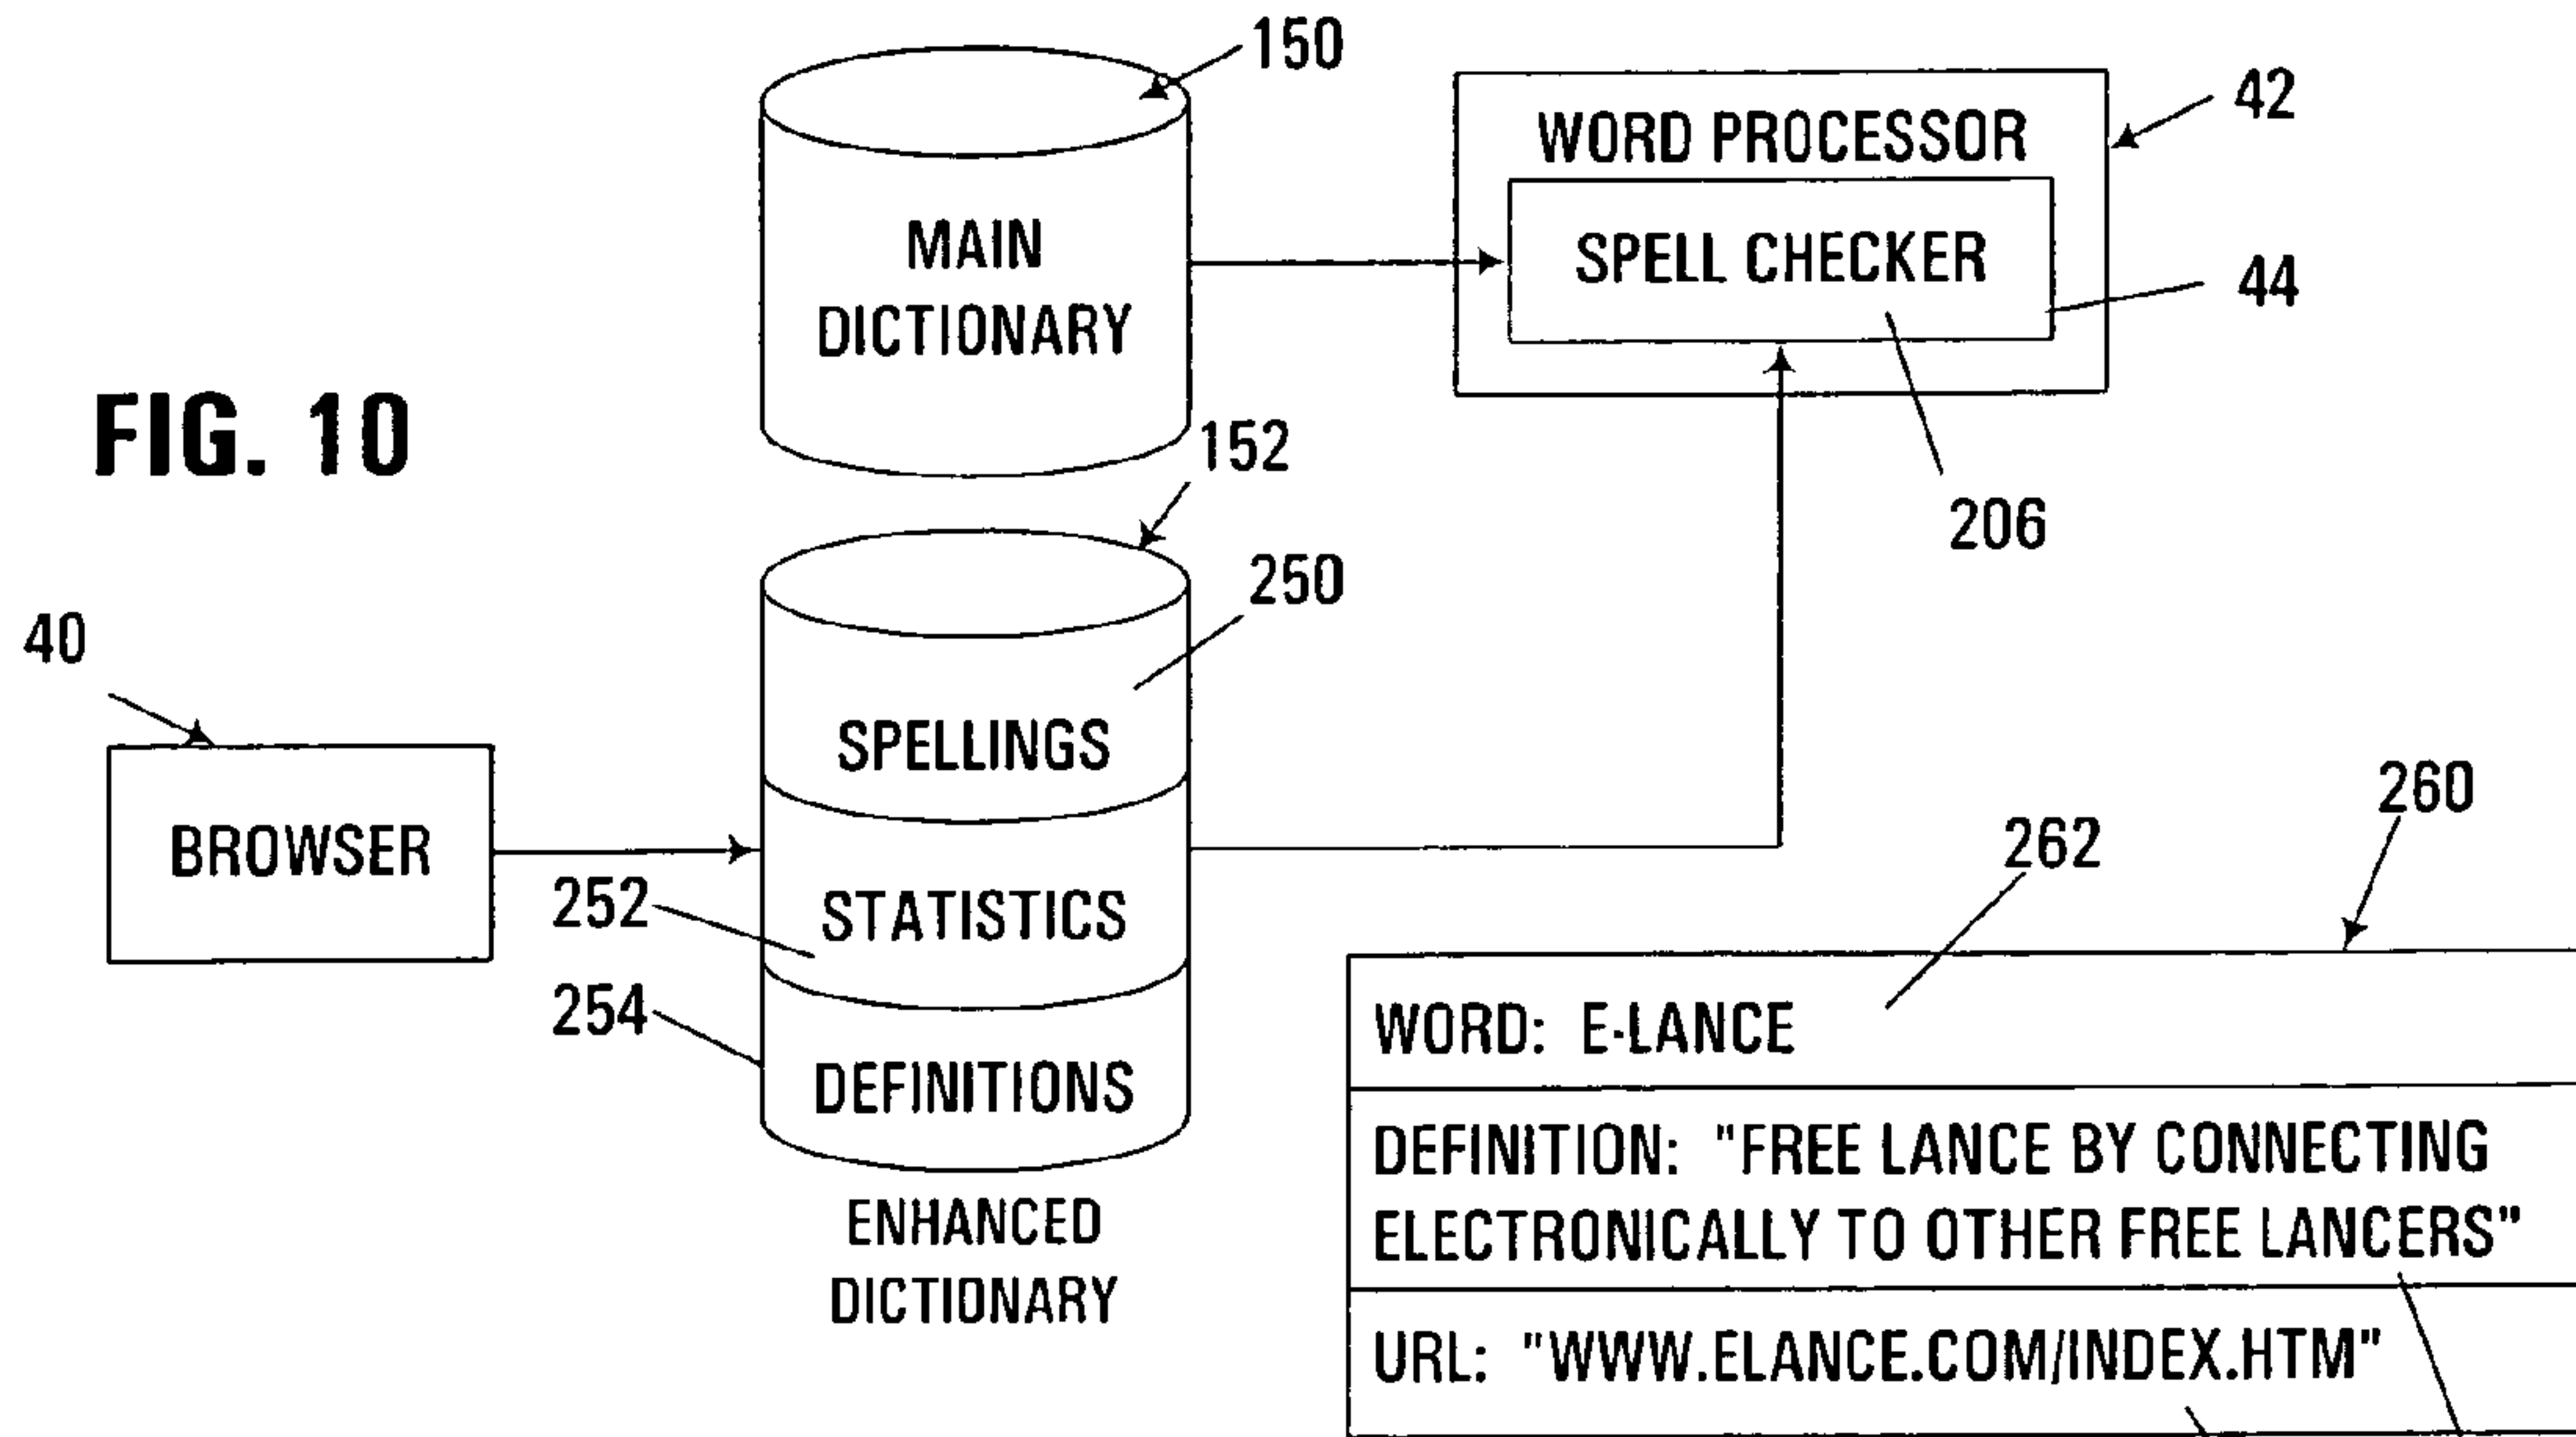 150
42
WORD PROCESSOR
MAIN
DICTIONARY
SPELL CHECKER
44
FIG. 10
152
206
250
40
SPELLINGS
260
262
BROWSER
252
STATISTICS
254
DEFINITIONS
WORD: E-LANCE
DEFINITION: "FREE LANCE BY CONNECTING
ELECTRONICALLY TO OTHER FREE LANCERS"
ENHANCED
DICTIONARY
URL: "WWW.ELANCE.COM/INDEX.HTM"